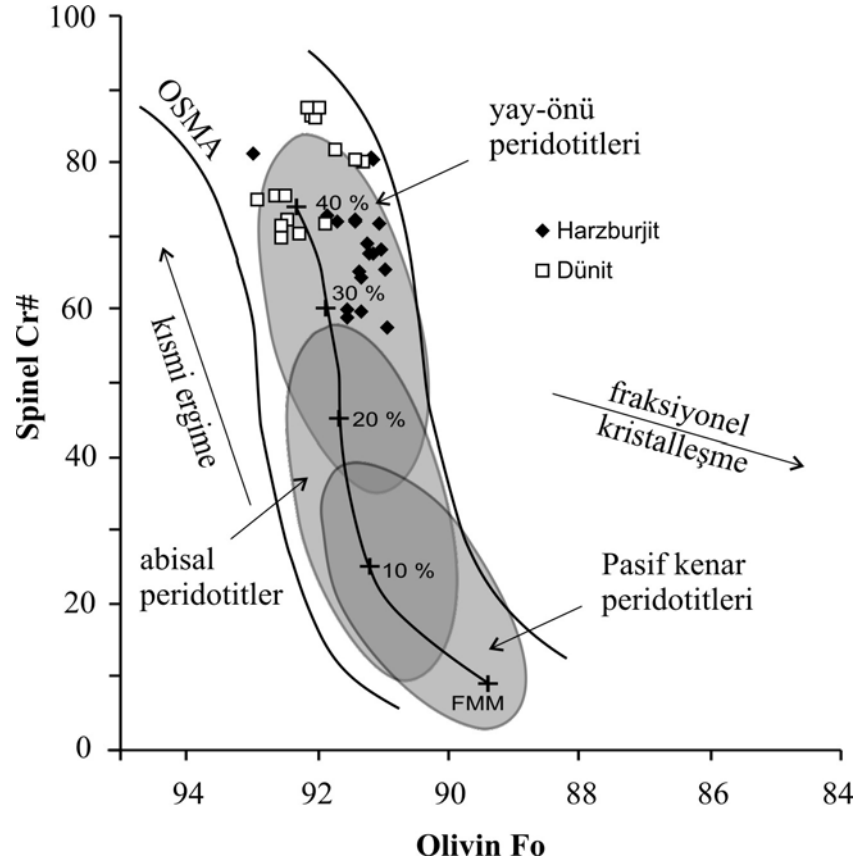 100
80
60
40
20
0
Spinel Cr#
OSMA
yay-önü
peridotitleri
Harzburjit
Dünit
40 %
30 %
20 %
10 %
FMM
kısmi ergime
fraksiyonel
kristalleşme
abisal
peridotitler
Pasif kenar
peridotitleri
94
92
90
88
86
84
Olivin Fo